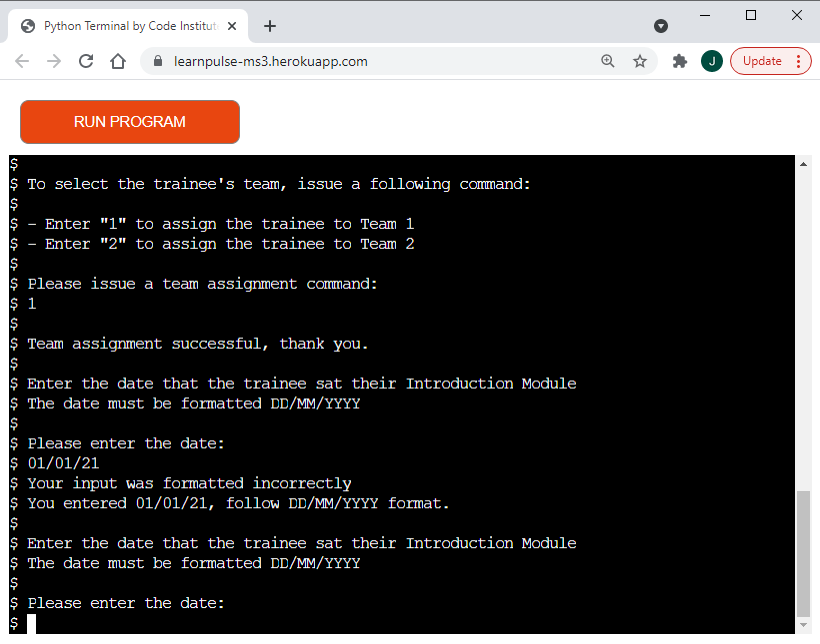 Python Terminal by Code Institut
learnpulse-ms3.herokuapp.com
J
Update
RUN PROGRAM
$
$ To select the trainee's team, issue a following command:
$
$ - Enter "1" to assign the trainee to Team 1
$ - Enter "2" to assign the trainee to Team 2
$
$ Please issue a team assignment command:
$ 1
$
$ Team assignment successful, thank you.
$
$ Enter the date that the trainee sat their Introduction Module
$ The date must be formatted DD/MM/YYYY
$
$ Please enter the date:
$ 01/01/21
$ Your input was formatted incorrectly
$ You entered 01/01/21, follow DD/MM/YYYY format.
$
$ Enter the date that the trainee sat their Introduction Module
$ The date must be formatted DD/MM/YYYY
$
$ Please enter the date:
$